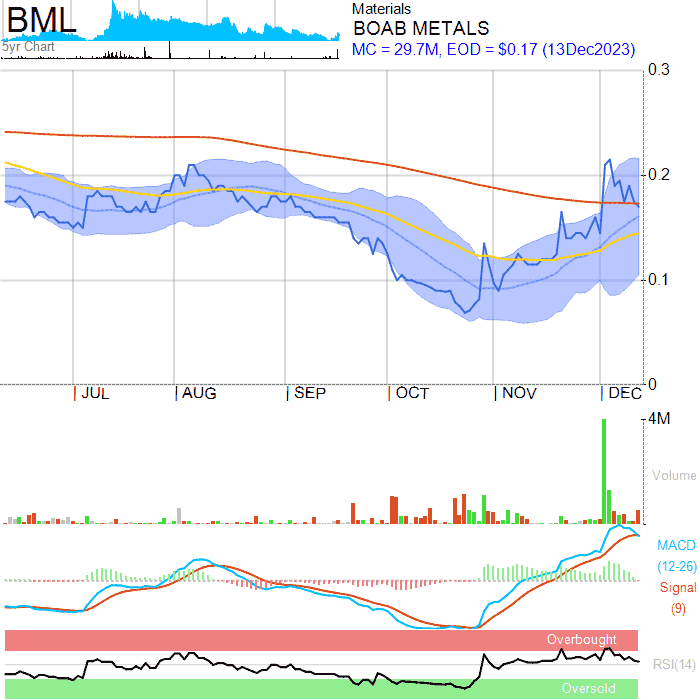 BML
5yr Chart
Materials
BOAB METALS
MC = 29.7M, EOD = $0.17 (13Dec2023)
0.3
0.2
0.1
0
JUL AUG SEP OCT NOV DEC
4M
Volume
MACD
(12-26)
Signal
(9)
Overbought
RSI(14)
Oversold